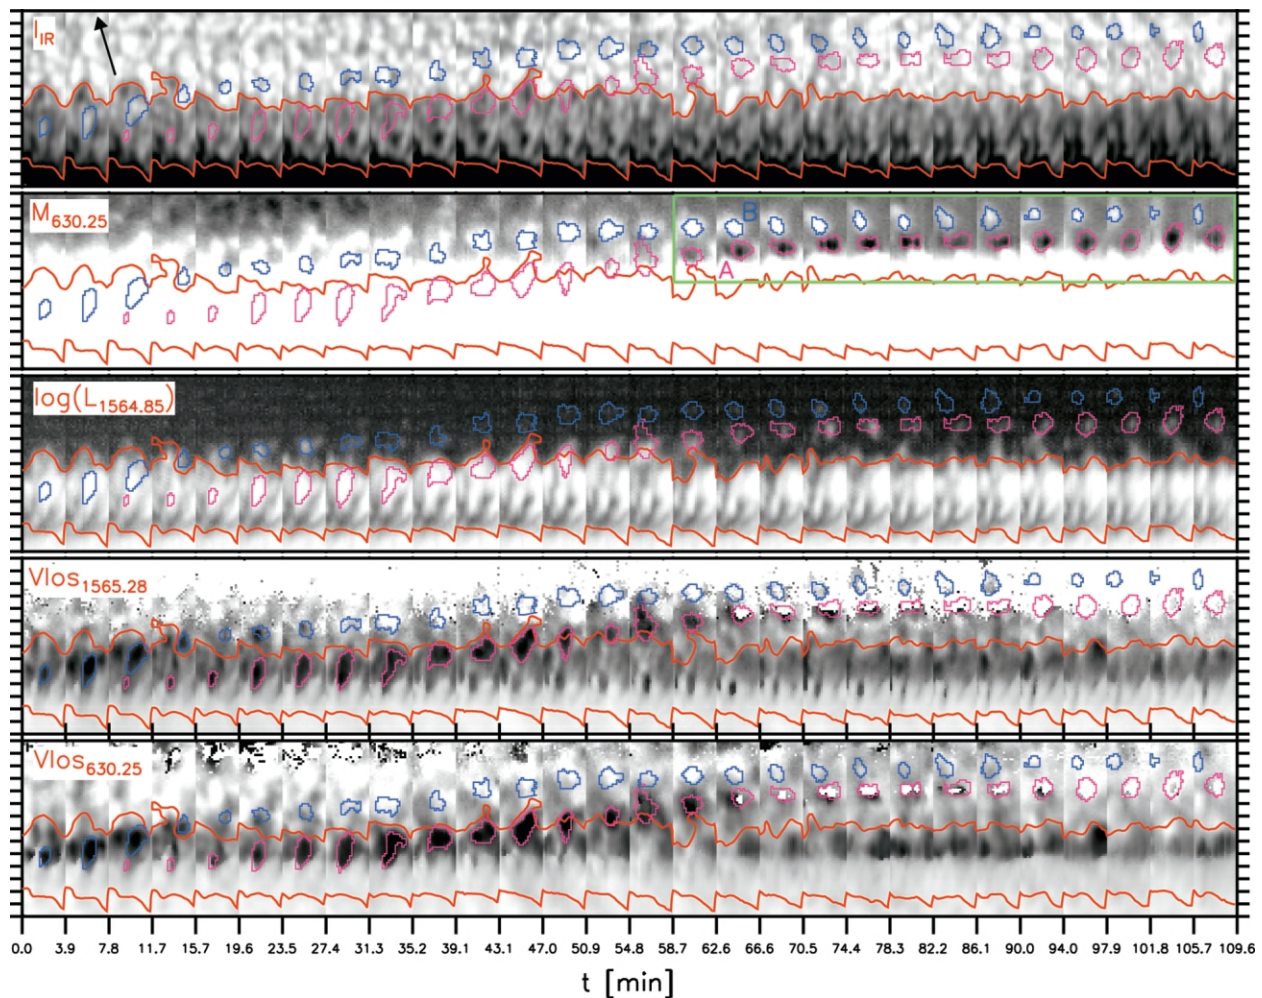 I_IR
M_630.25
B
A
log(L_1564.85)
Vlos_1565.28
Vlos_630.25
0.0 3.9 7.8 11.7 15.7 19.6 23.5 27.4 31.3 35.2 39.1 43.1 47.0 50.9 54.8 58.7 62.6 66.6 70.5 74.4 78.3 82.2 86.1 90.0 94.0 97.9 101.8 105.7 109.6
t [min]